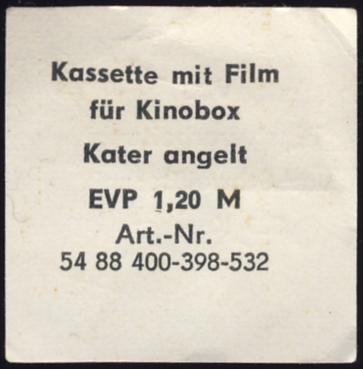 Kassette mit Film
für Kinobox
Kater angelt
EVP 1,20 M
Art.-Nr.
54 88 400-398-532